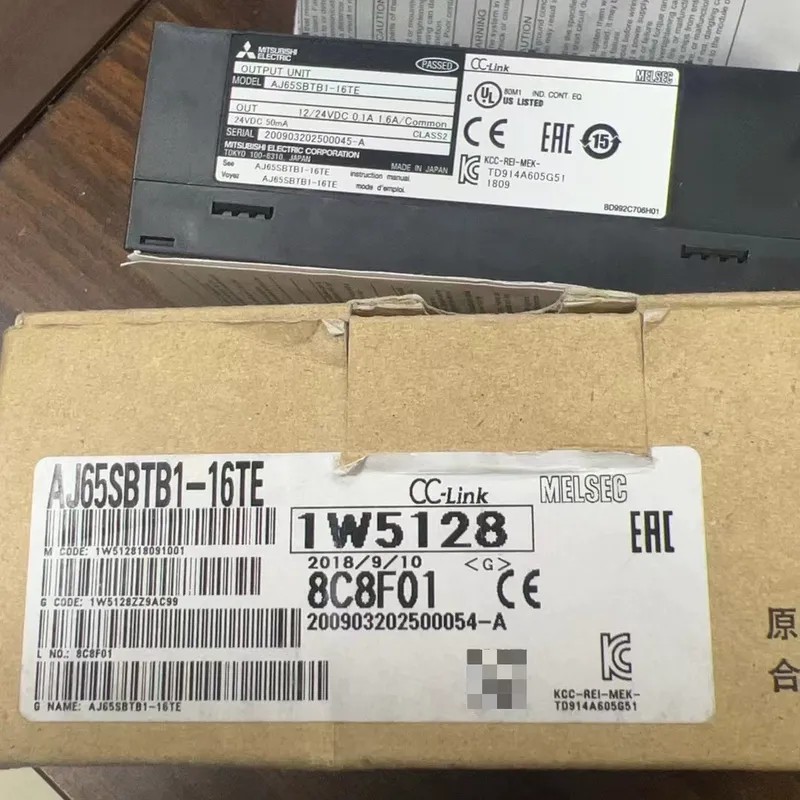 MITSUBISHI
ELECTRIC
PASSED
OUTPUT UNIT
MODEL AJ65SBTB1-16TE
OUT 12/24VDC 0.1A 1.6A/Common
24VDC 50mA CLASS2
SERIAL 200903202500045-A
MITSUBISHI ELECTRIC CORPORATION
TOKYO 100-8310, JAPAN MADE IN JAPAN
See AJ65SBTB1-16TE instruction manual.
Voyez AJ65SBTB1-16TE mode d'emploi.
CC-Link MELSEC
c UL US LISTED 80M1 IND. CONT. EQ
CE EAC 15
KCC-REI-MEK-
TD914A605G51
1809
BD992C706H01
AJ65SBTB1-16TE
CC-Link MELSEC
1W5128
EAC
M CODE: 1W512818091001
2018/9/10 <G>
8C8F01 CE
G CODE: 1W5128ZZ9AC99
200903202500054-A
L NO.: 8C8F01
KCC-REI-MEK-
TD914A605G51
G NAME: AJ65SBTB1-16TE
原
合